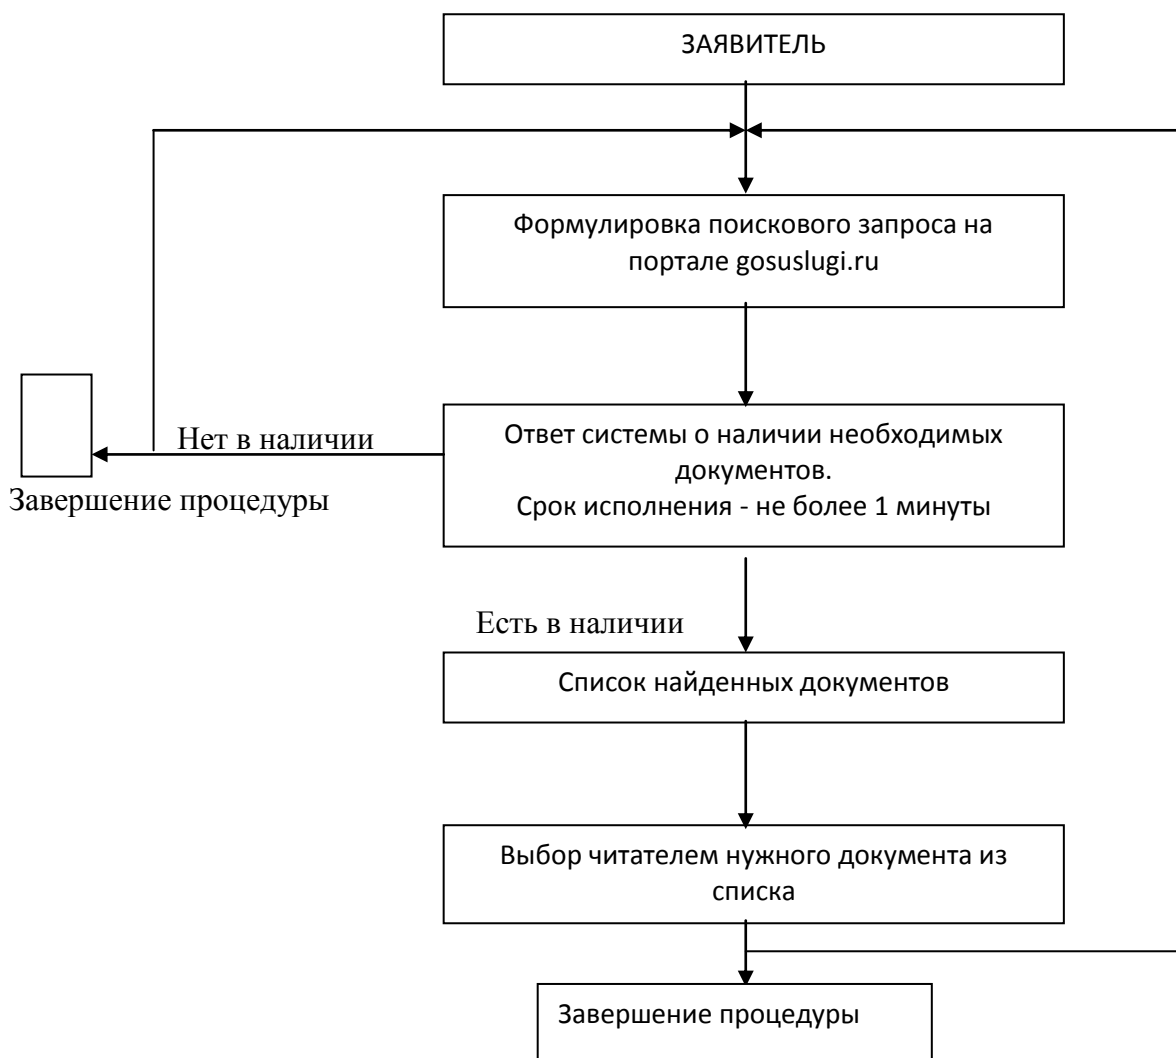 ЗАЯВИТЕЛЬ
Формулировка поискового запроса на
портале gosuslugi.ru
Нет в наличии
Завершение процедуры
Ответ системы о наличии необходимых
документов.
Срок исполнения - не более 1 минуты
Есть в наличии
Список найденных документов
Выбор читателем нужного документа из
списка
Завершение процедуры